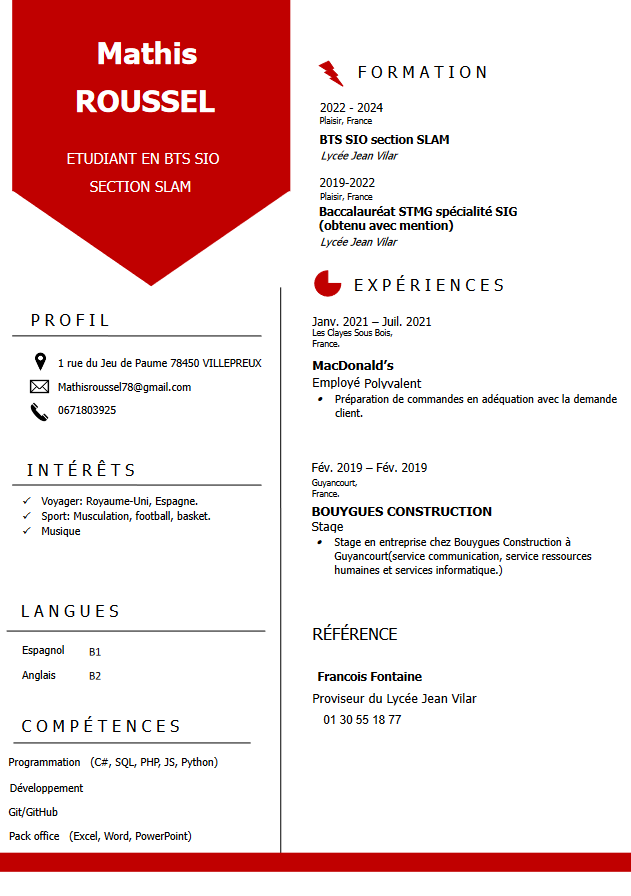 Mathis
ROUSSEL
ETUDIANT EN BTS SIO
SECTION SLAM
PROFIL
1 rue du Jeu de Paume 78450 VILLEPREUX
Mathisroussel78@gmail.com
0671803925
INTÉRÊTS
Voyager: Royaume-Uni, Espagne.
Sport: Musculation, football, basket.
Musique
LANGUES
Espagnol B1
Anglais B2
COMPÉTENCES
Programmation (C#, SQL, PHP, JS, Python)
Développement
Git/GitHub
Pack office (Excel, Word, PowerPoint)
FORMATION
2022 - 2024
Plaisir, France
BTS SIO section SLAM
Lycée Jean Vilar
2019-2022
Plaisir, France
Baccalauréat STMG spécialité SIG
(obtenu avec mention)
Lycée Jean Vilar
EXPÉRIENCES
Janv. 2021 – Juil. 2021
Les Clayes Sous Bois,
France.
MacDonald’s
Employé Polyvalent
• Préparation de commandes en adéquation avec la demande
client.
Fév. 2019 – Fév. 2019
Guyancourt,
France.
BOUYGUES CONSTRUCTION
Stage
• Stage en entreprise chez Bouygues Construction à
Guyancourt(service communication, service ressources
humaines et services informatique.)
RÉFÉRENCE
Francois Fontaine
Proviseur du Lycée Jean Vilar
01 30 55 18 77